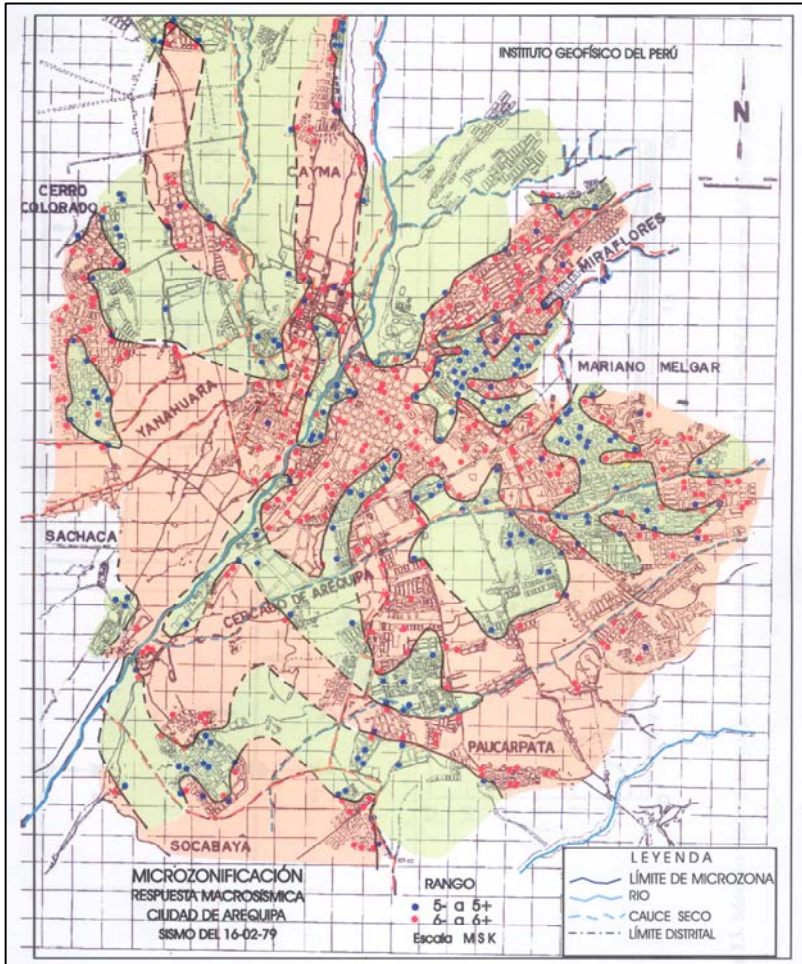 INSTITUTO GEOFÍSICO DEL PERÚ
N
CAYMA
CERRO
COLORADO
MIRAFLORES
MARIANO MELGAR
YANAHUARA
SACHACA
CERCADO DE AREQUIPA
PAUCARPATA
SOCABAYA
MICROZONIFICACIÓN
RESPUESTA MACROSÍSMICA
CIUDAD DE AREQUIPA
SISMO DEL 16-02-79
RANGO
5- a 5+
6- a 6+
Escala M S K
LEYENDA
LÍMITE DE MICROZONA
RIO
CAUCE SECO
LÍMITE DISTRITAL